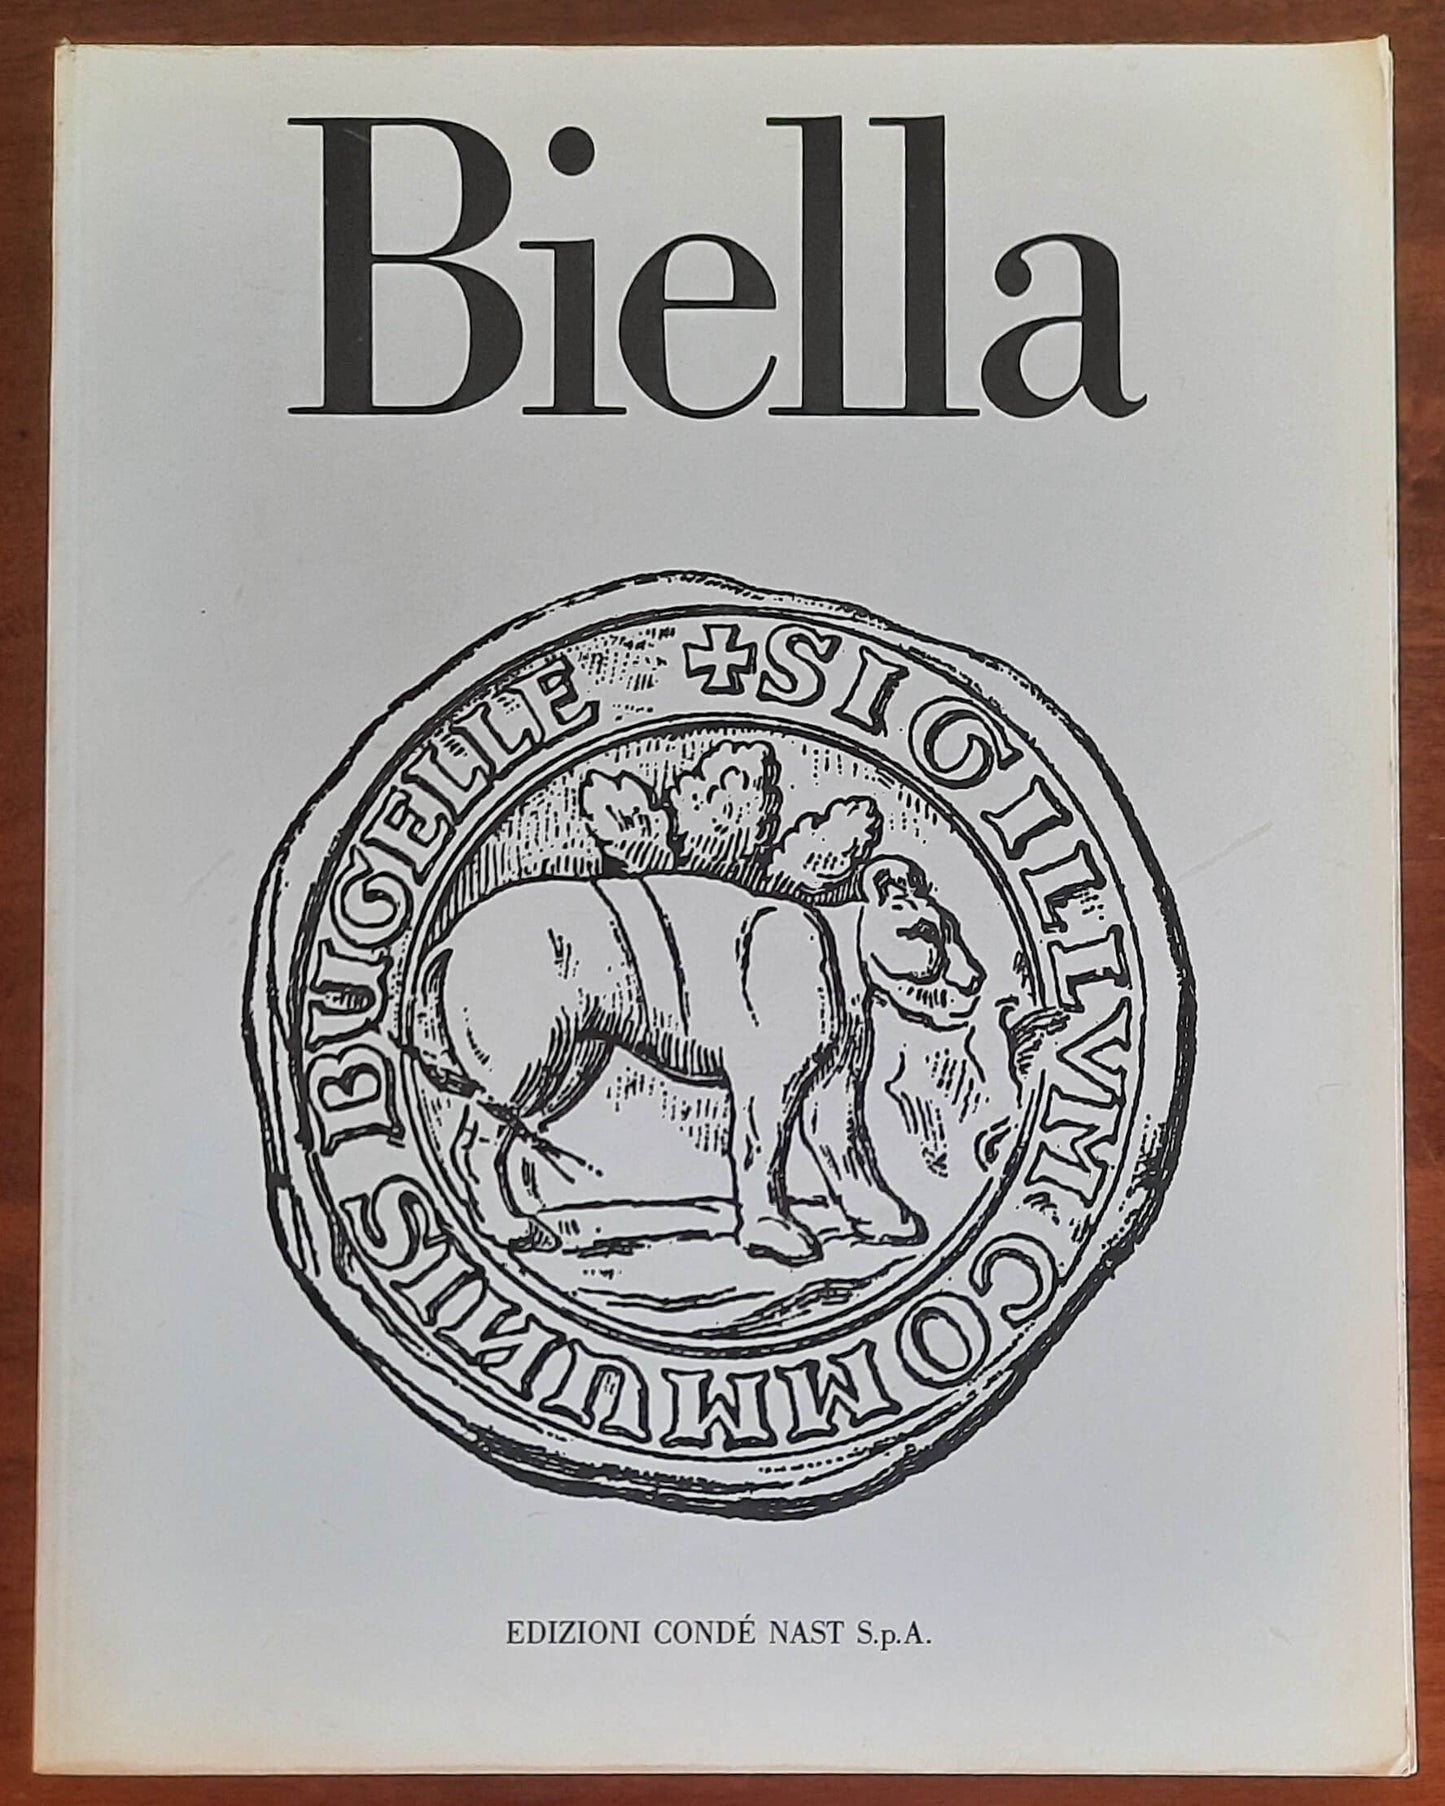 Biella
+SIGILLVM COMMUNIS BUGELLE
EDIZIONI CONDÉ NAST S.p.A.